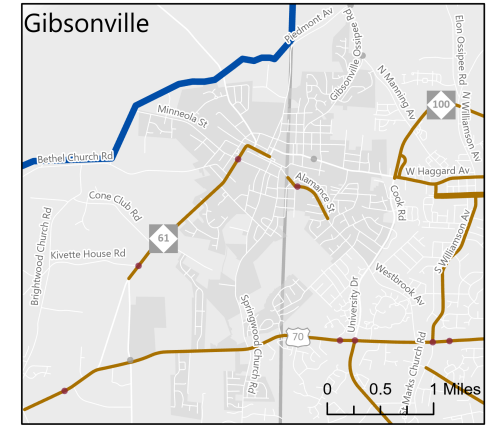 Gibsonville
Piedmont Av
Gibsonville Ossipee Rd
Elon Ossipee Rd
N Manning Av
N Williamson Av
100
Minneola St
Bethel Church Rd
W Haggard Av
Alamance St
Cone Club Rd
Cook Rd
Brightwood Church Rd
61
S Williamson Av
Kivette House Rd
Westbrook Av
University Dr
Springwood Church Rd
70
St Marks Church Rd
0 0.5 1 Miles